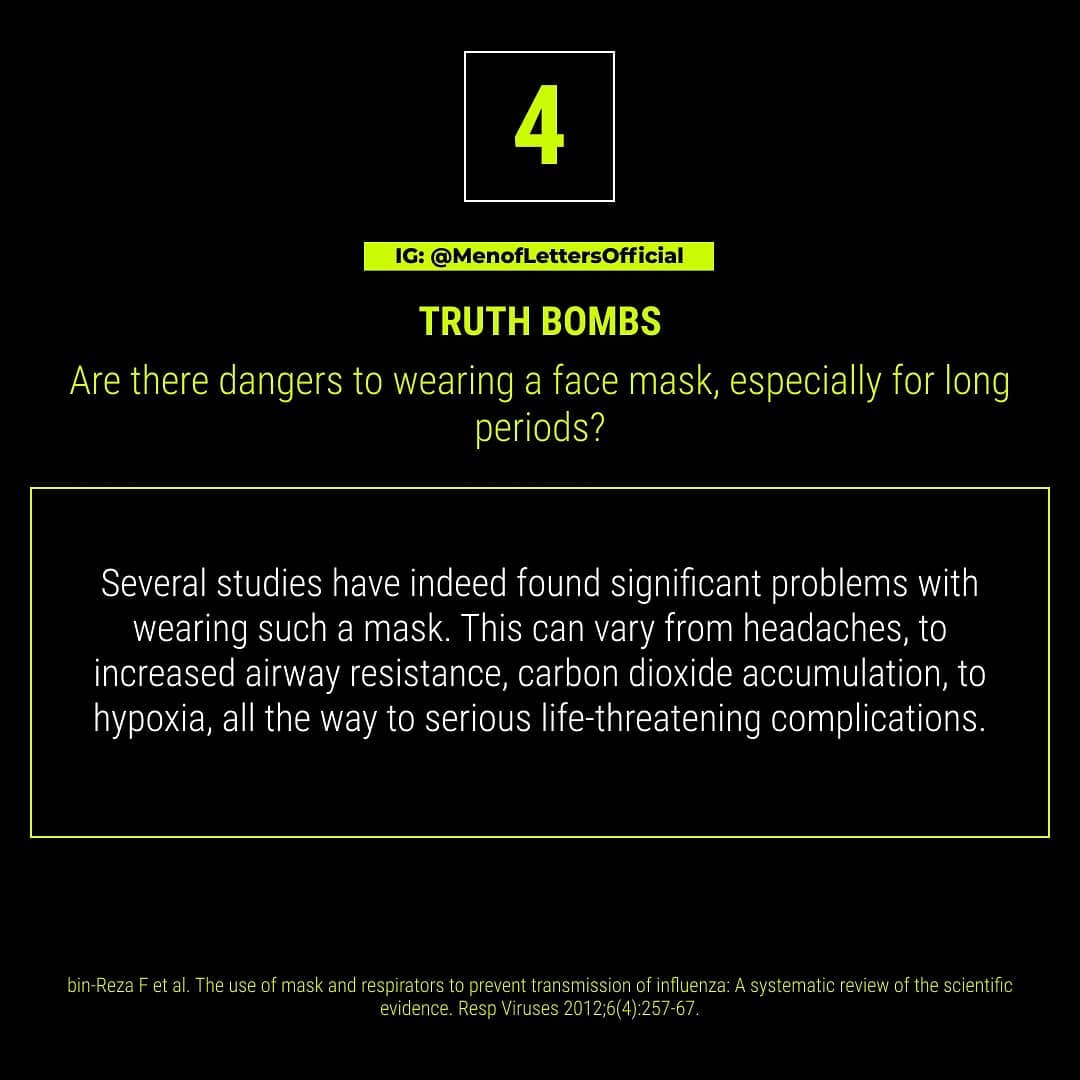 4
IG: @MenofLettersOfficial
TRUTH BOMBS
Are there dangers to wearing a face mask, especially for long
periods?
Several studies have indeed found significant problems with
wearing such a mask. This can vary from headaches, to
increased airway resistance, carbon dioxide accumulation, to
hypoxia, all the way to serious life-threatening complications.
bin-Reza F et al. The use of mask and respirators to prevent transmission of influenza: A systematic review of the scientific
evidence. Resp Viruses 2012;6(4):257-67.